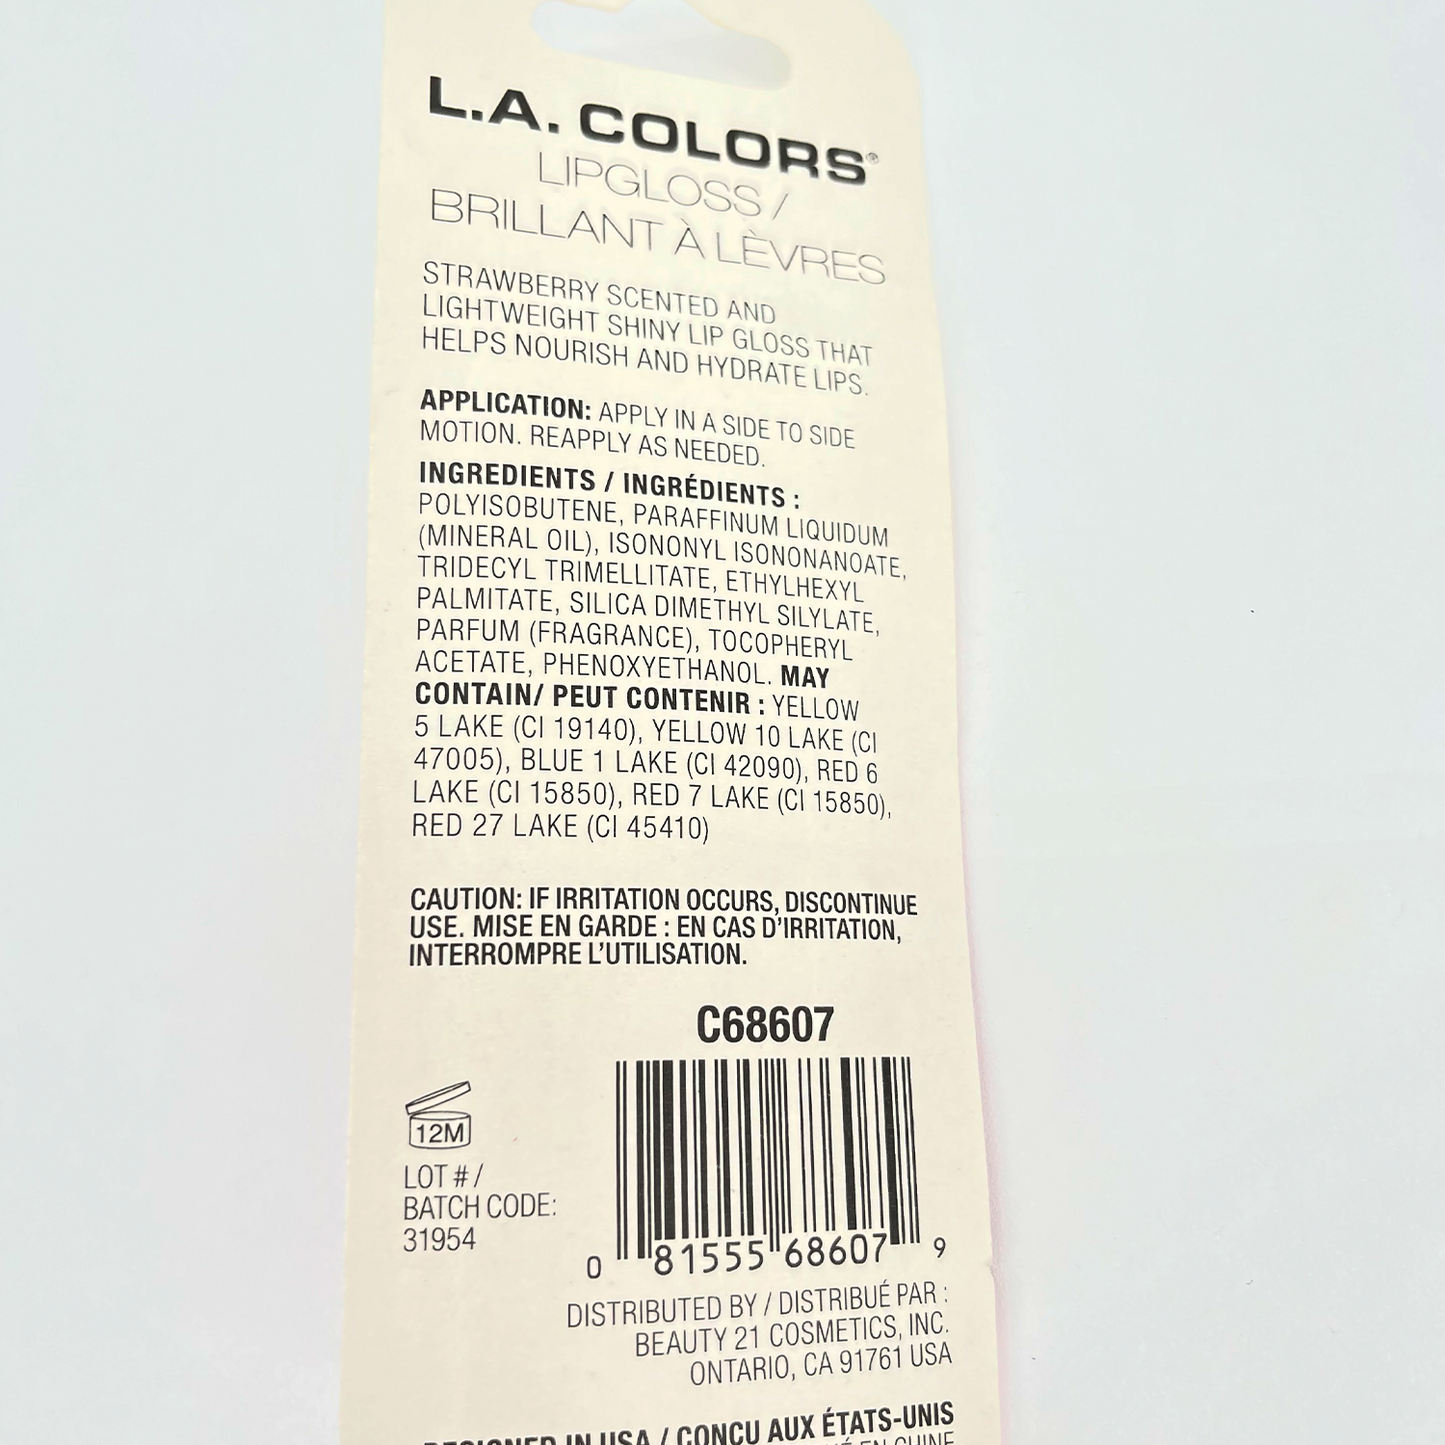 L.A. COLORS®
LIPGLOSS /
BRILLANT À LÈVRES
STRAWBERRY SCENTED AND
LIGHTWEIGHT SHINY LIP GLOSS THAT
HELPS NOURISH AND HYDRATE LIPS.
APPLICATION: APPLY IN A SIDE TO SIDE
MOTION. REAPPLY AS NEEDED.
INGREDIENTS / INGRÉDIENTS :
POLYISOBUTENE, PARAFFINUM LIQUIDUM
(MINERAL OIL), ISONONYL ISONONANOATE,
TRIDECYL TRIMELLITATE, ETHYLHEXYL
PALMITATE, SILICA DIMETHYL SILYLATE,
PARFUM (FRAGRANCE), TOCOPHERYL
ACETATE, PHENOXYETHANOL. MAY
CONTAIN/ PEUT CONTENIR : YELLOW
5 LAKE (CI 19140), YELLOW 10 LAKE (CI
47005), BLUE 1 LAKE (CI 42090), RED 6
LAKE (CI 15850), RED 7 LAKE (CI 15850),
RED 27 LAKE (CI 45410)
CAUTION: IF IRRITATION OCCURS, DISCONTINUE
USE. MISE EN GARDE : EN CAS D'IRRITATION,
INTERROMPRE L'UTILISATION.
C68607
12M
LOT # /
BATCH CODE:
31954
0 81555 68607 9
DISTRIBUTED BY / DISTRIBUÉ PAR :
BEAUTY 21 COSMETICS, INC.
ONTARIO, CA 91761 USA
DESIGNED IN USA / CONÇU AUX ÉTATS-UNIS
EN CHINE